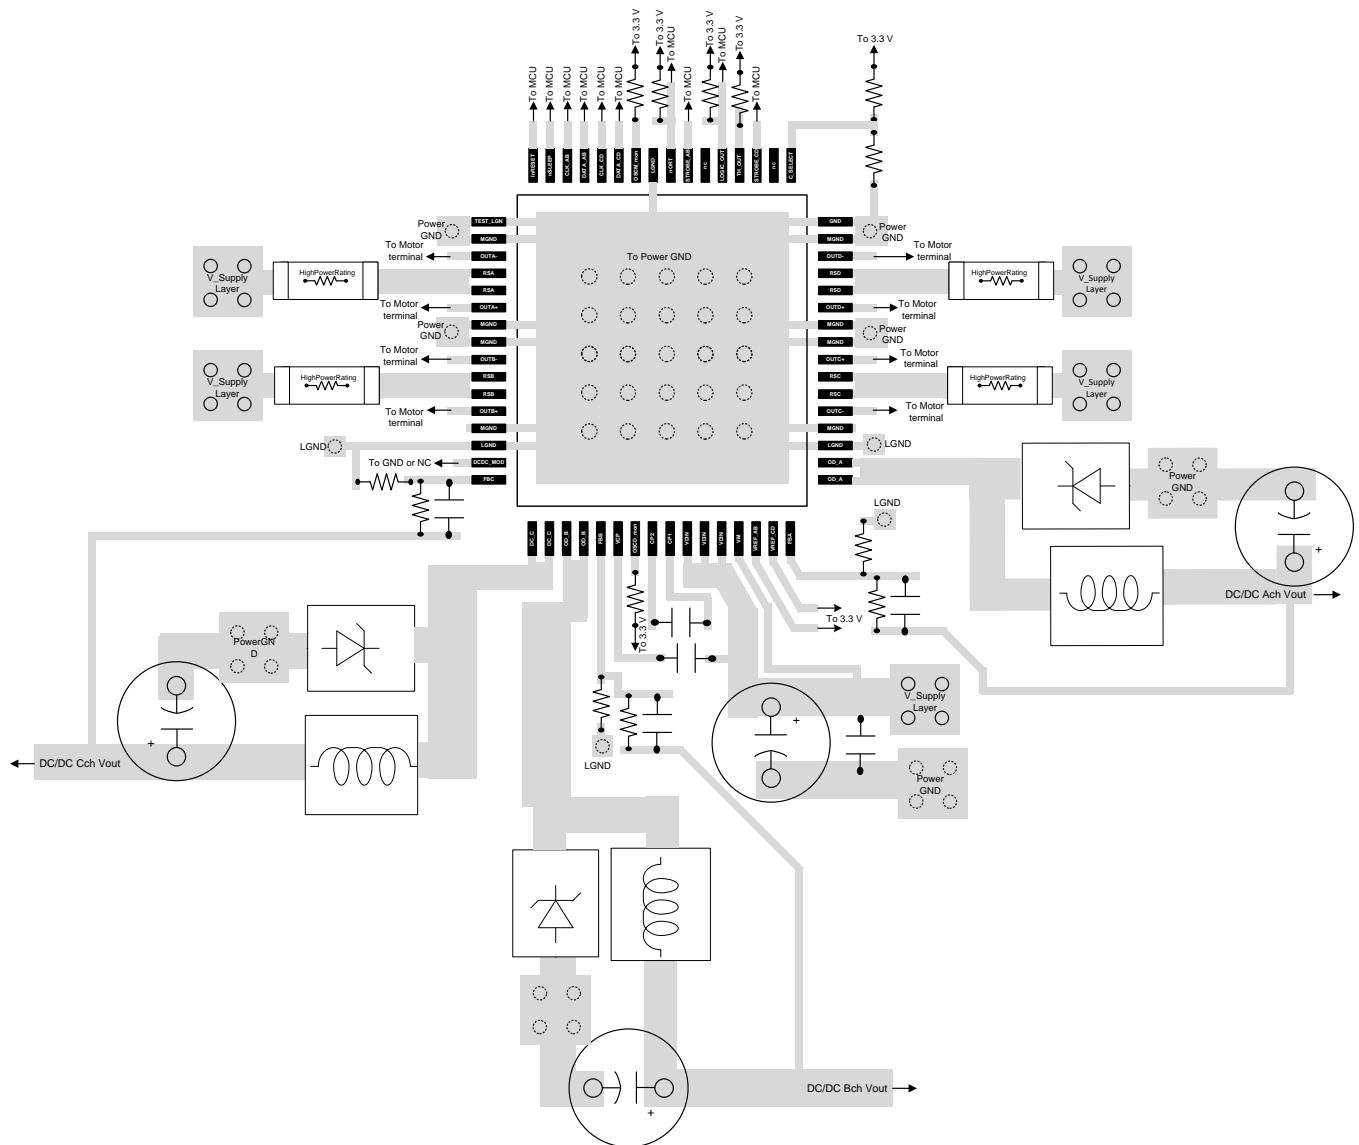 To 3.3 V
To 3.3 V
To MCU
To 3.3 V
To MCU
To 3.3 V
To 3.3 V
To MCU
To MCU
To MCU
To MCU
To MCU
To MCU
To MCU
To MCU
nSLEEP
CLK_AB
DATA_AB
CLK_CD
DATA_CD
OSCM_mon
LGND
nORT
STROBE_AB
nc
LOGIC_OUT
TH_OUT
STROBE_CD
nc
C_SELECT
TEST_LGN
MGND
OUTA-
RSA
RSA
OUTA+
MGND
MGND
OUTB-
RSB
RSB
OUTB+
MGND
LGND
DCDC_MOD
FBC
GND
MGND
OUTD-
RSD
RSD
OUTD+
MGND
MGND
OUTC+
RSC
RSC
OUTC-
MGND
LGND
OD_A
OD_A
DC_C
DC_C
OD_B
OD_B
FBB
VCP
OSCD_mon
CP2
CP1
V3IN
V3IN
V3IN
VM
VREF_AB
VREF_CD
FBA
Power
GND
To Motor
terminal
V_Supply
Layer
HighPowerRating
To Motor
terminal
Power
GND
To Motor
terminal
V_Supply
Layer
HighPowerRating
To Motor
terminal
LGND
To GND or NC
To Power GND
Power
GND
To Motor
terminal
HighPowerRating
V_Supply
Layer
To Motor
terminal
Power
GND
To Motor
terminal
HighPowerRating
V_Supply
Layer
To Motor
terminal
LGND
LGND
Power
GND
+
DC/DC Ach Vout
To 3.3 V
To 3.3 V
PowerGN
D
+
DC/DC Cch Vout
LGND
+
V_Supply
Layer
Power
GND
+
DC/DC Bch Vout